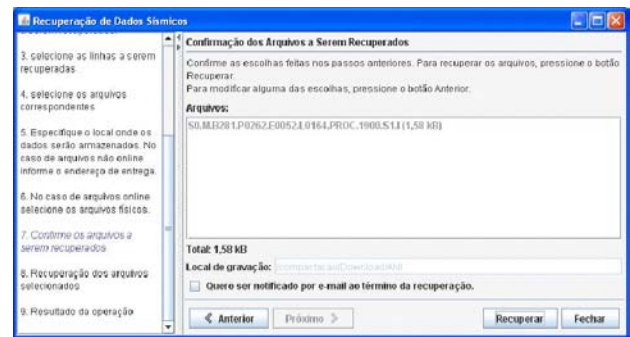 Recuperação de Dados Sísmicos
3. selecione as linhas a serem
recuperadas
4. selecione os arquivos
correspondentes
5. Especifique o local onde os
dados serão armazenados. No
caso de arquivos não online
informe o endereço de entrega.
6. No caso de arquivos online
selecione os arquivos físicos.
7. Confirme os arquivos a
serem recuperados
8. Recuperação dos arquivos
selecionados
9. Resultado da operação
Confirmação dos Arquivos a Serem Recuperados
Confirme as escolhas feitas nos passos anteriores. Para recuperar os arquivos, pressione o botão
Recuperar.
Para modificar alguma das escolhas, pressione o botão Anterior.
Arquivos:
(1,58 kB)
Total: 1,58 kB
Local de gravação:
Quero ser notificado por e-mail ao término da recuperação.
Anterior Próximo Recuperar Fechar